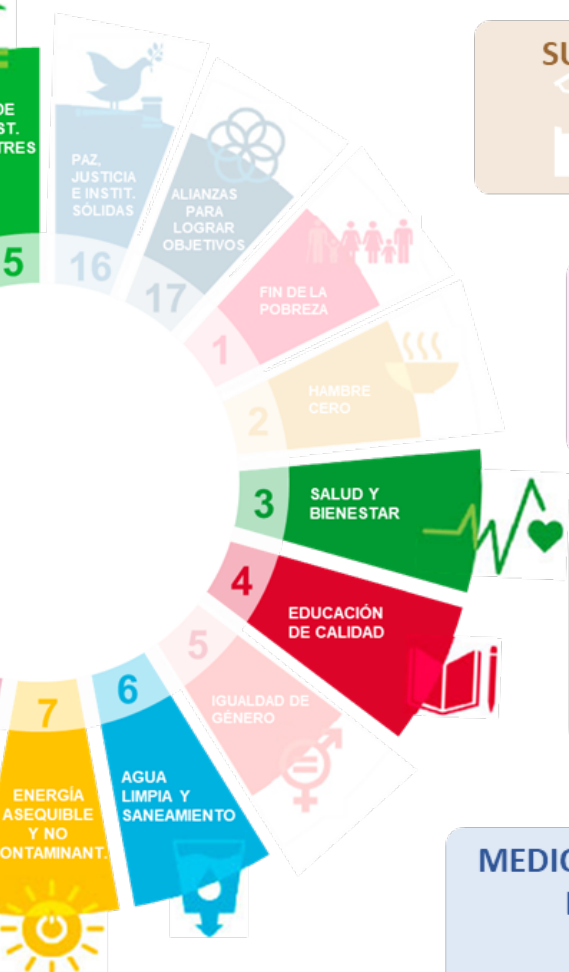 DE
ST.
TRES
5
PAZ,
JUSTICIA
E INSTIT.
SÓLIDAS
16
ALIANZAS
PARA
LOGRAR
OBJETIVOS
17
FIN DE LA
POBREZA
1
HAMBRE
CERO
2
3
SALUD Y
BIENESTAR
4
EDUCACIÓN
DE CALIDAD
5
IGUALDAD DE
GÉNERO
6
AGUA
LIMPIA Y
SANEAMIENTO
7
ENERGÍA
ASEQUIBLE
Y NO
ONTAMINANT.
SU
MEDIC